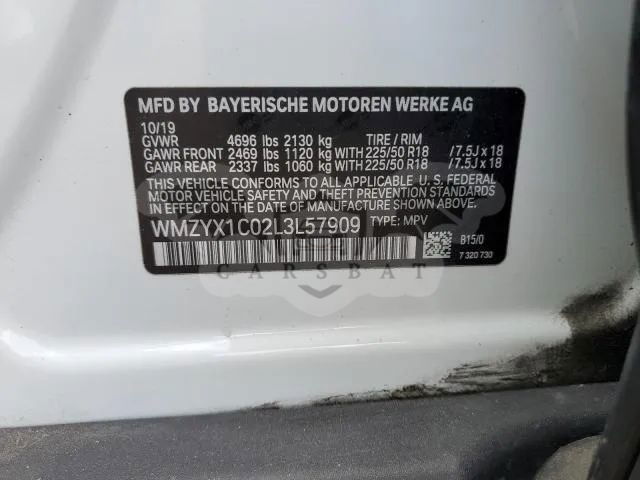 MFD BY BAYERISCHE MOTOREN WERKE AG
10/19
GVWR 4696 lbs 2130 kg TIRE / RIM
GAWR FRONT 2469 lbs 1120 kg WITH 225/50 R18 /7.5J x 18
GAWR REAR 2337 lbs 1060 kg WITH 225/50 R18 /7.5J x 18
THIS VEHICLE CONFORMS TO ALL APPLICABLE U. S. FEDERAL
MOTOR VEHICLE SAFETY AND THEFT PREVENTION STANDARDS
IN EFFECT ON THE DATE OF MANUFACTURE SHOWN ABOVE.
WMZYX1C02L3L57909 TYPE: MPV
B15/0
7 320 730
CARSBAT